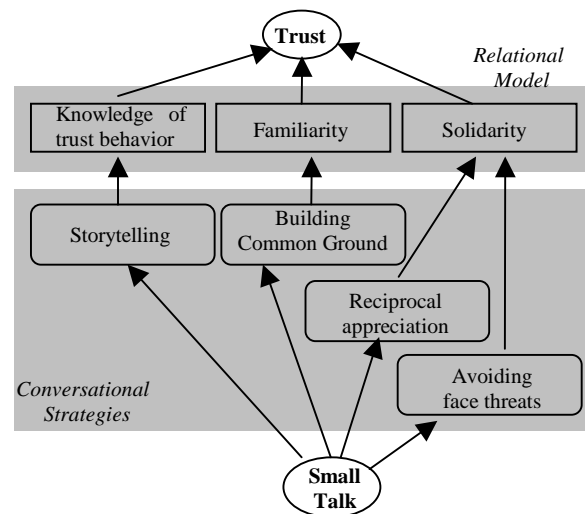 Trust
Relational
Model
Knowledge of
trust behavior
Familiarity
Solidarity
Storytelling
Building
Common Ground
Reciprocal
appreciation
Avoiding
face threats
Conversational
Strategies
Small
Talk